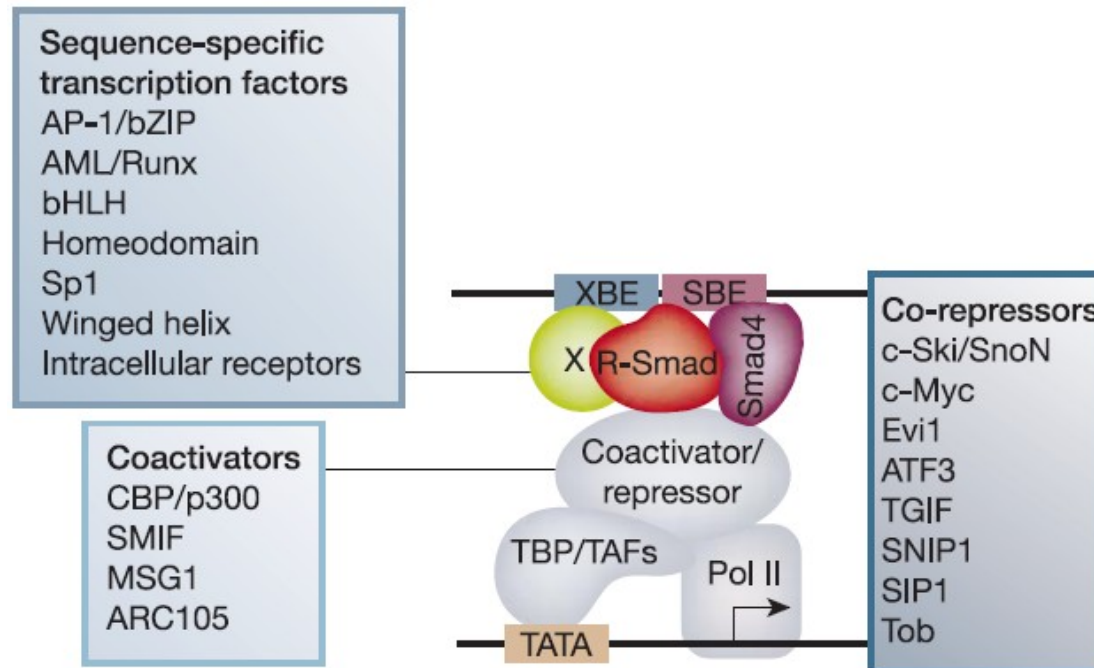 Sequence-specific
transcription factors
AP-1/bZIP
AML/Runx
bHLH
Homeodomain
Sp1
Winged helix
Intracellular receptors
Coactivators
CBP/p300
SMIF
MSG1
ARC105
XBE
SBE
X
R-Smad
Smad4
Coactivator/
repressor
TBP/TAFs
Pol II
TATA
Co-repressors
c-Ski/SnoN
c-Myc
Evi1
ATF3
TGIF
SNIP1
SIP1
Tob